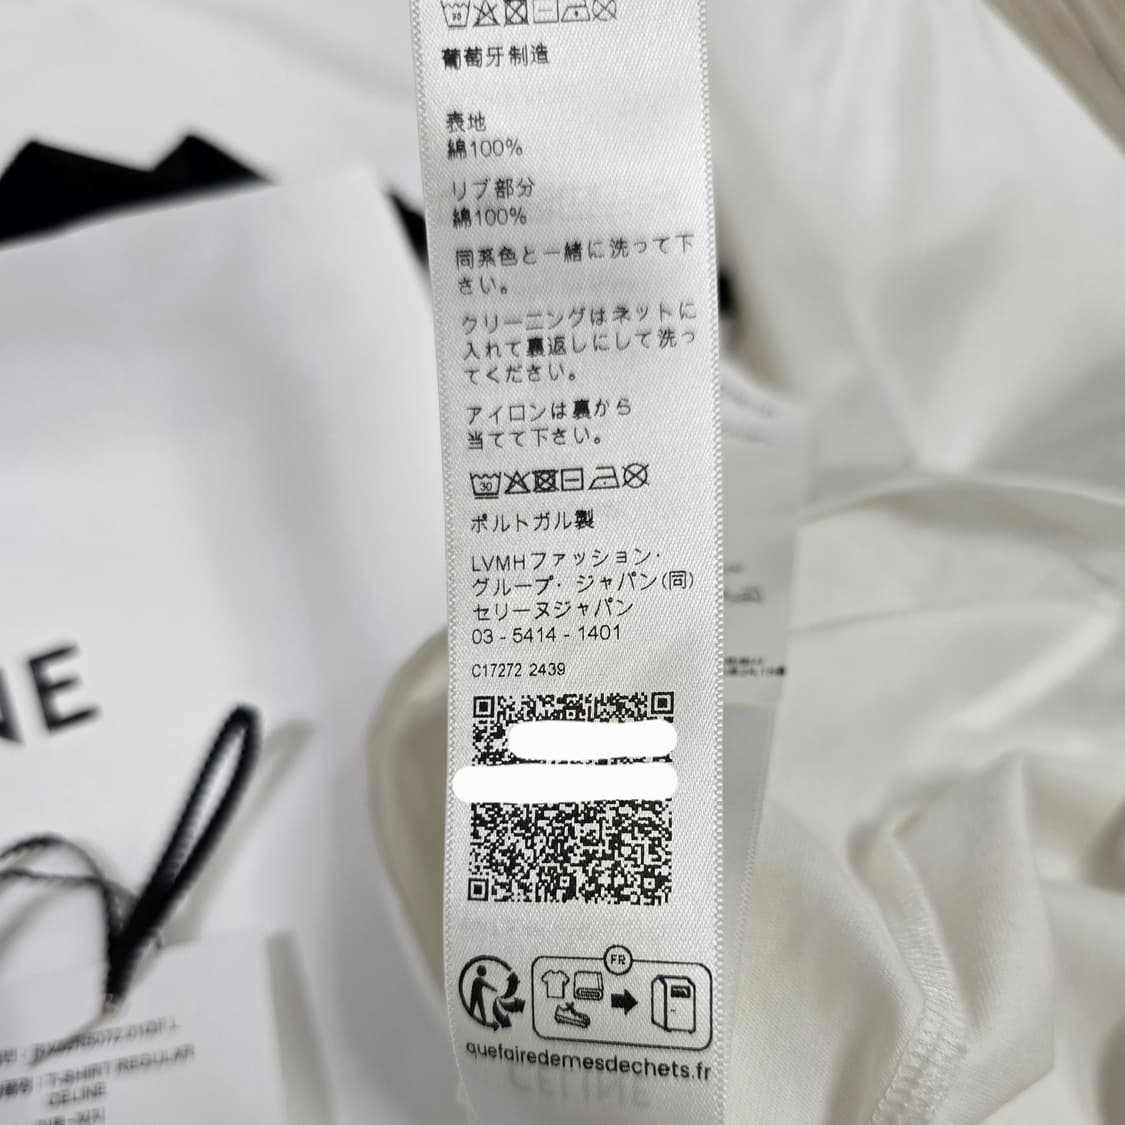 葡萄牙制造
表地
綿100%
リブ部分
綿100%
同系色と一緒に洗って下
さい。
クリーニングはネットに
入れて裏返しにして洗っ
てください。
アイロンは裏から
当てて下さい。
30
ポルトガル製
LVMHファッション・
グループ・ジャパン(同)
セリーヌジャパン
03 - 5414 - 1401
C17272 2439
FR
quefairedemesdechets.fr
CELINE
NE
T-SHIRT REGULAR
CELINE